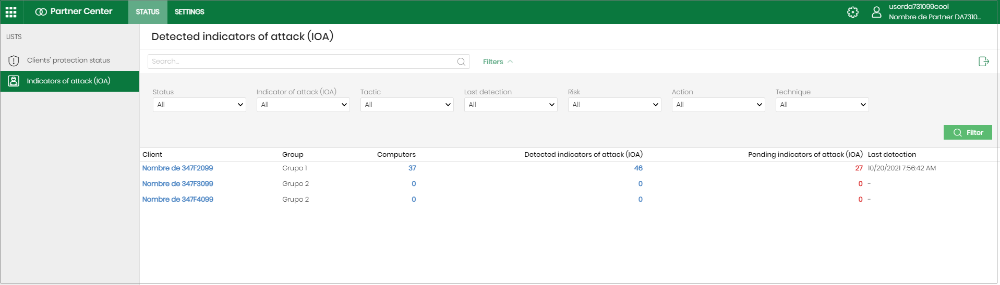 Partner Center STATUS SETTINGS userda731099cool
Nombre de Partner DA7310...
LISTS
Clients' protection status
Indicators of attack (IOA)
Detected indicators of attack (IOA)
Search... Filters
Status Indicator of attack (IOA) Tactic Last detection Risk Action Technique
All All All All All All All
Filter
Client Group Computers Detected indicators of attack (IOA) Pending indicators of attack (IOA) Last detection
Nombre de 347F2099 Grupo 1 37 46 27 10/20/2021 7:56:42 AM
Nombre de 347F3099 Grupo 2 0 0 0 -
Nombre de 347F4099 Grupo 2 0 0 0 -